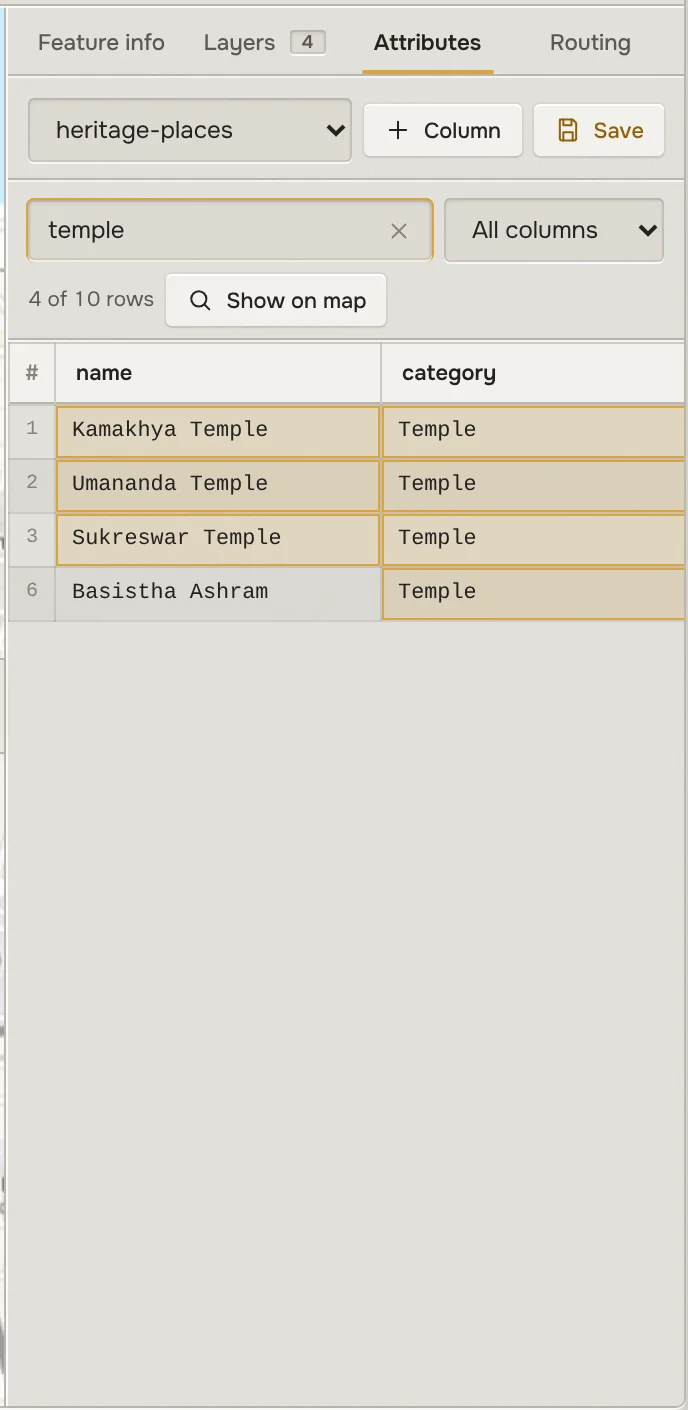 Feature info Layers 4 Attributes Routing
heritage-places + Column Save
temple × All columns
4 of 10 rows Show on map
# name category
1 Kamakhya Temple Temple
2 Umananda Temple Temple
3 Sukreswar Temple Temple
6 Basistha Ashram Temple